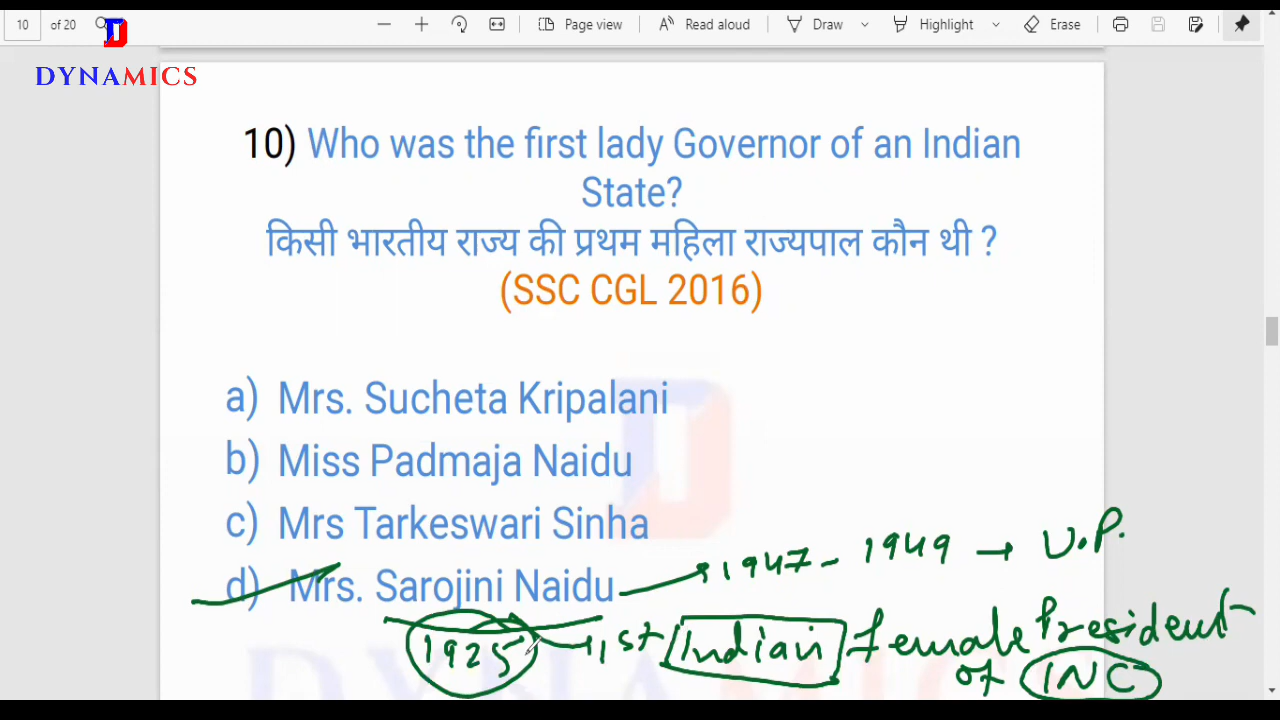 10 of 20 Page view Read aloud Draw Highlight Erase
DYNAMICS
10) Who was the first lady Governor of an Indian
State?
किसी भारतीय राज्य की प्रथम महिला राज्यपाल कौन थी ?
(SSC CGL 2016)
a) Mrs. Sucheta Kripalani
b) Miss Padmaja Naidu
c) Mrs Tarkeswari Sinha
d) Mrs. Sarojini Naidu
1947 - 1949 → U.P.
1925 → 1st Indian female President
of INC
DYNAMICS